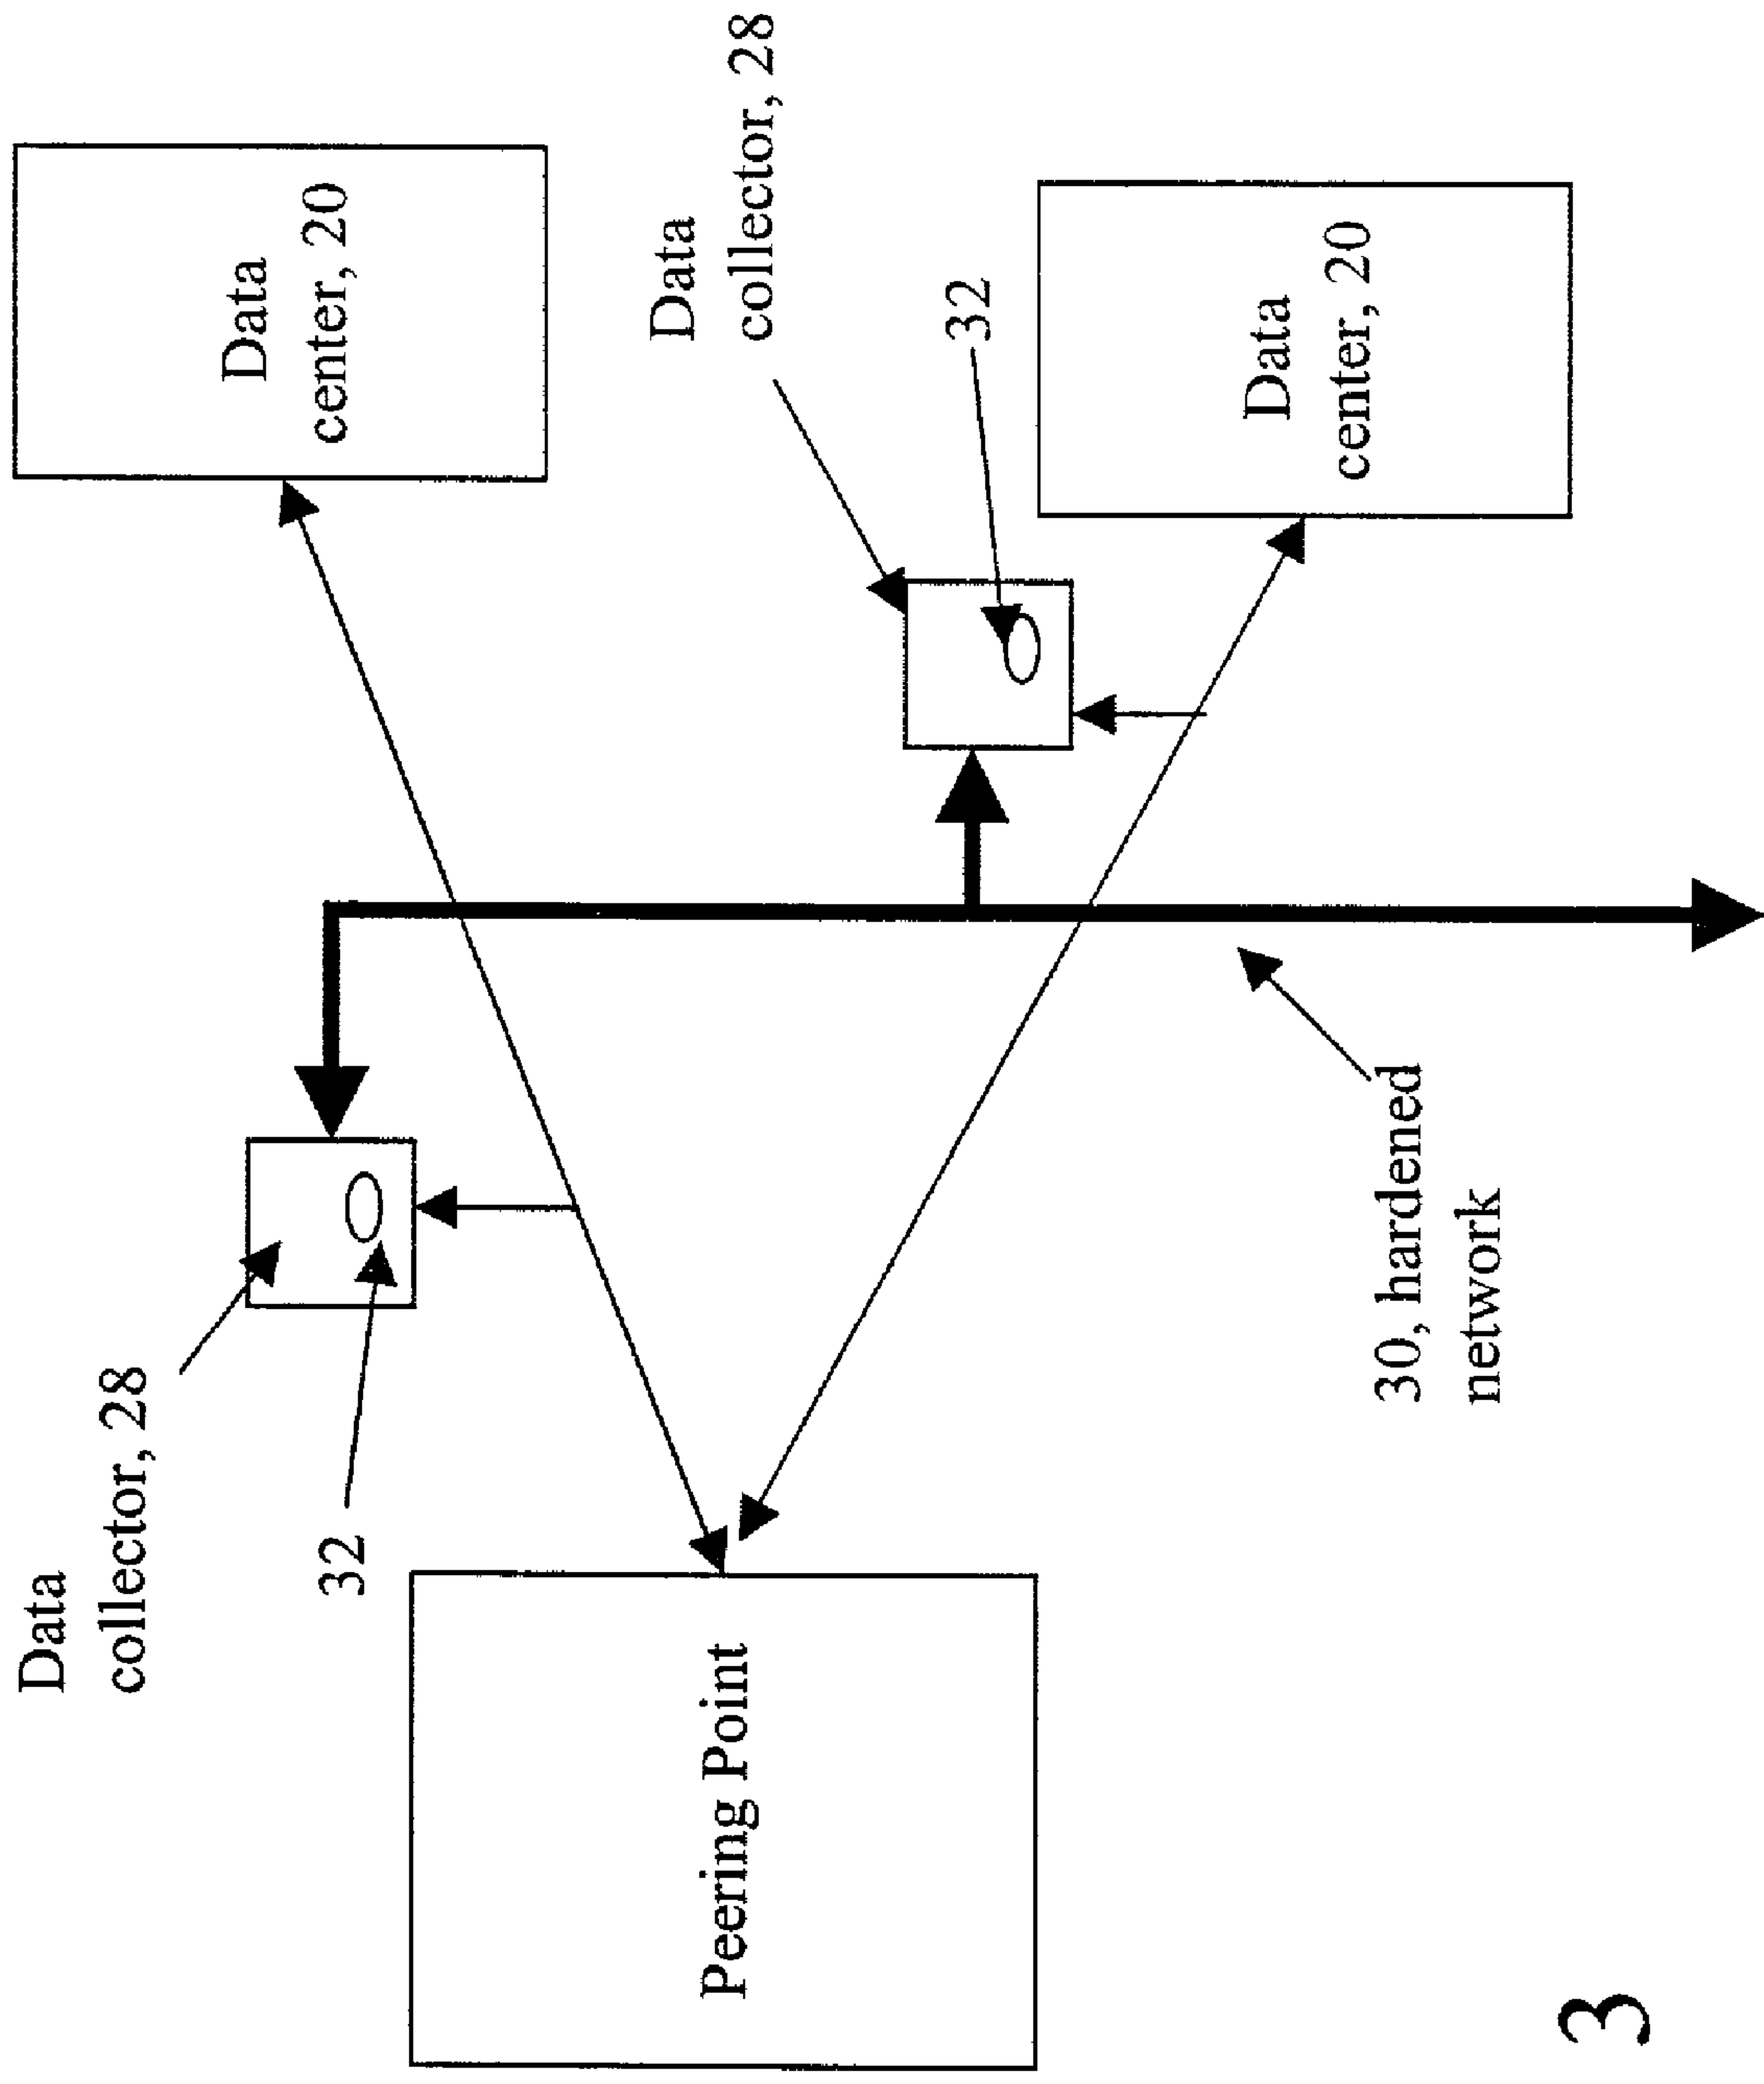 Data
collector, 28
32
Peering Point
Data
center, 20
Data
collector, 28
32
Data
center, 20
30, hardened
network
3